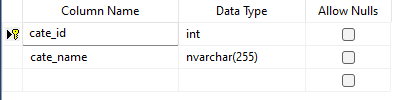 Column Name Data Type Allow Nulls
cate_id int
cate_name nvarchar(255)